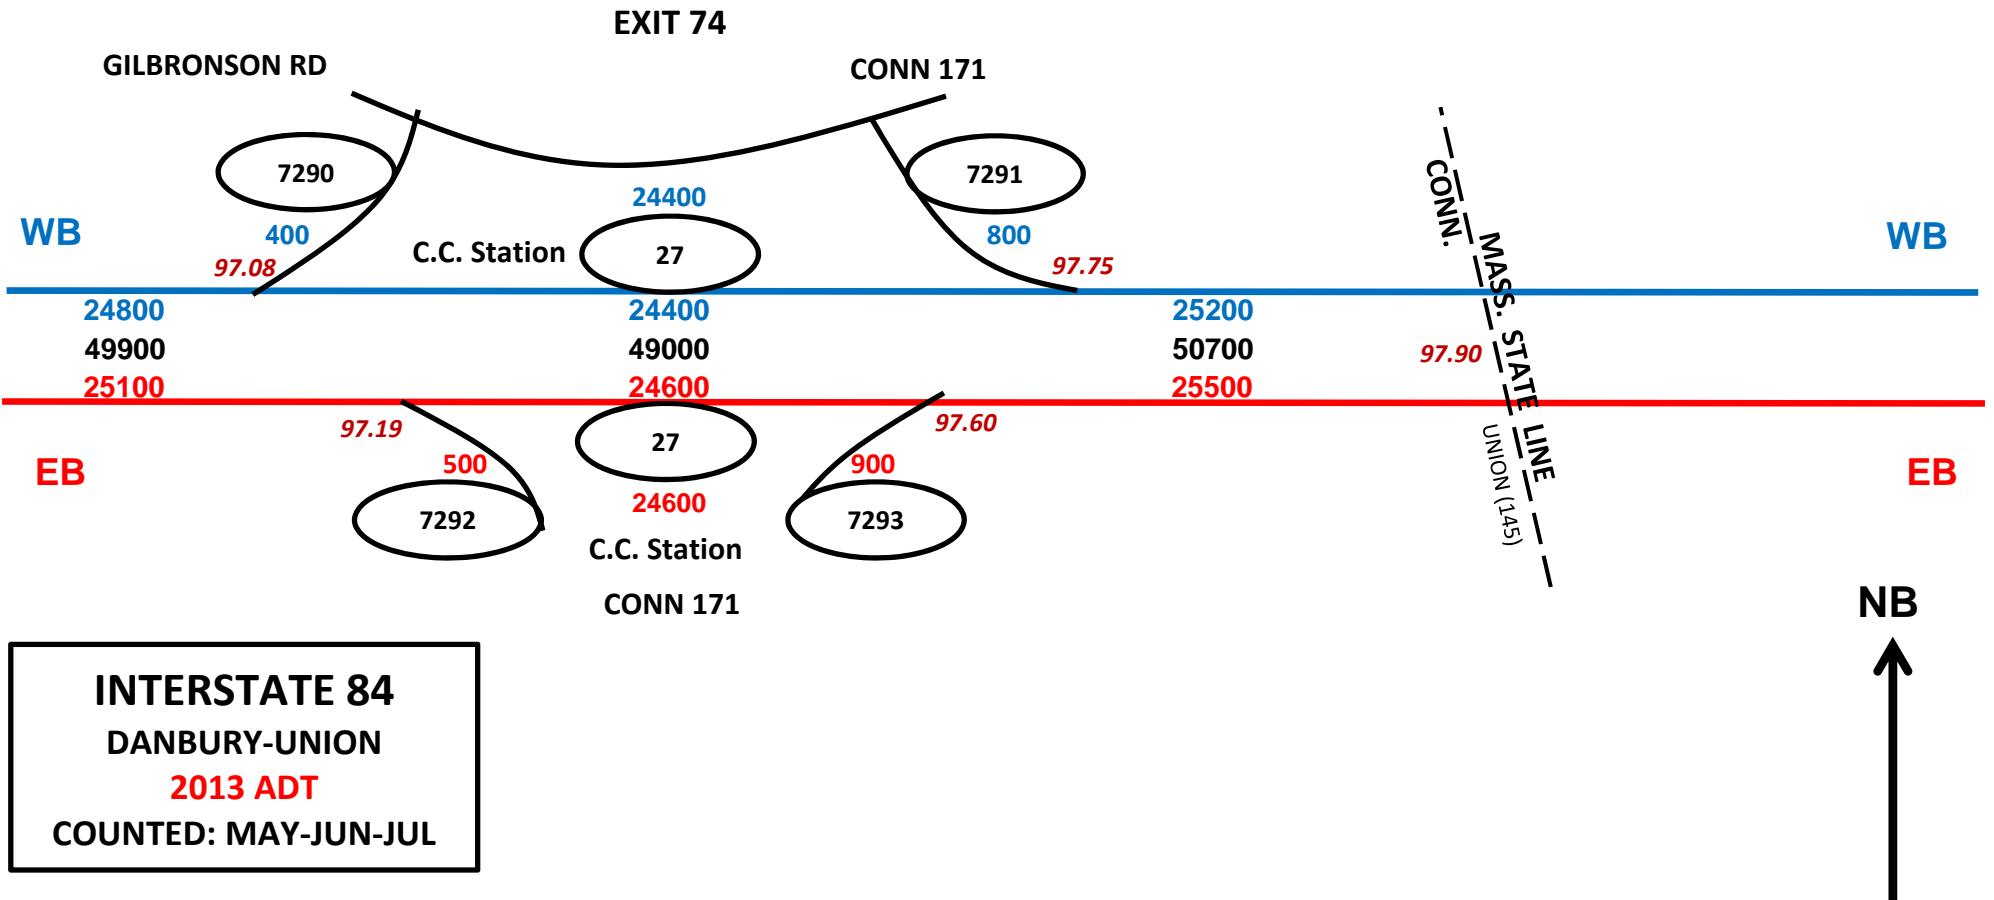 EXIT 74
GILBRONSON RD
CONN 171
7290
7291
24400
WB
400
C.C. Station
27
800
WB
97.08
97.75
24800
24400
25200
49900
49000
50700
97.90
25100
24600
25500
CONN.
MASS. STATE LINE
UNION (145)
97.19
27
97.60
EB
500
900
EB
24600
7292
7293
C.C. Station
CONN 171
NB
INTERSTATE 84
DANBURY-UNION
2013 ADT
COUNTED: MAY-JUN-JUL